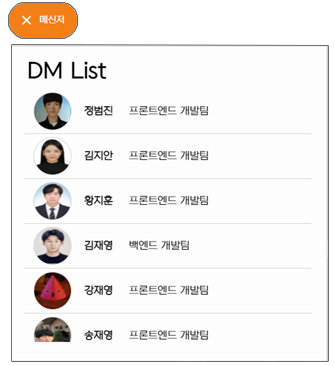 메신저
DM List
정범진 프론트엔드 개발팀
김지안 프론트엔드 개발팀
황지훈 프론트엔드 개발팀
김재영 백엔드 개발팀
강재영 프론트엔드 개발팀
송재영 프론트엔드 개발팀